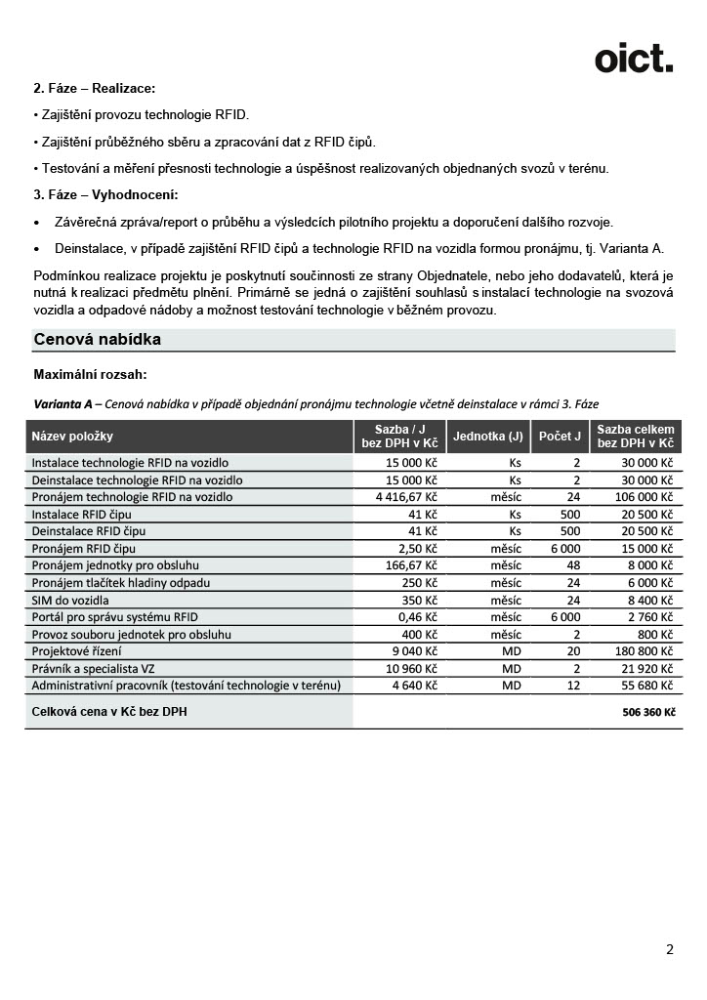 oict.
2. Fáze – Realizace:
• Zajištění provozu technologie RFID.
• Zajištění průběžného sběru a zpracování dat z RFID čipů.
• Testování a měření přesnosti technologie a úspěšnost realizovaných objednaných svozů v terénu.
3. Fáze – Vyhodnocení:
• Závěrečná zpráva/report o průběhu a výsledcích pilotního projektu a doporučení dalšího rozvoje.
• Deinstalace, v případě zajištění RFID čipů a technologie RFID na vozidla formou pronájmu, tj. Varianta A.
Podmínkou realizace projektu je poskytnutí součinnosti ze strany Objednatele, nebo jeho dodavatelů, která je
nutná k realizaci předmětu plnění. Primárně se jedná o zajištění souhlasů s instalací technologie na svozová
vozidla a odpadové nádoby a možnost testování technologie v běžném provozu.
Cenová nabídka
Maximální rozsah:
Varianta A – Cenová nabídka v případě objednání pronájmu technologie včetně deinstalace v rámci 3. Fáze
Název položky Sazba / J bez DPH v Kč Jednotka (J) Počet J Sazba celkem bez DPH v Kč
Instalace technologie RFID na vozidlo 15 000 Kč Ks 2 30 000 Kč
Deinstalace technologie RFID na vozidlo 15 000 Kč Ks 2 30 000 Kč
Pronájem technologie RFID na vozidlo 4 416,67 Kč měsíc 24 106 000 Kč
Instalace RFID čipu 41 Kč Ks 500 20 500 Kč
Deinstalace RFID čipu 41 Kč Ks 500 20 500 Kč
Pronájem RFID čipu 2,50 Kč měsíc 6 000 15 000 Kč
Pronájem jednotky pro obsluhu 166,67 Kč měsíc 48 8 000 Kč
Pronájem tlačítek hladiny odpadu 250 Kč měsíc 24 6 000 Kč
SIM do vozidla 350 Kč měsíc 24 8 400 Kč
Portál pro správu systému RFID 0,46 Kč měsíc 6 000 2 760 Kč
Provoz souboru jednotek pro obsluhu 400 Kč měsíc 2 800 Kč
Projektové řízení 9 040 Kč MD 20 180 800 Kč
Právník a specialista VZ 10 960 Kč MD 2 21 920 Kč
Administrativní pracovník (testování technologie v terénu) 4 640 Kč MD 12 55 680 Kč
Celková cena v Kč bez DPH 506 360 Kč
2